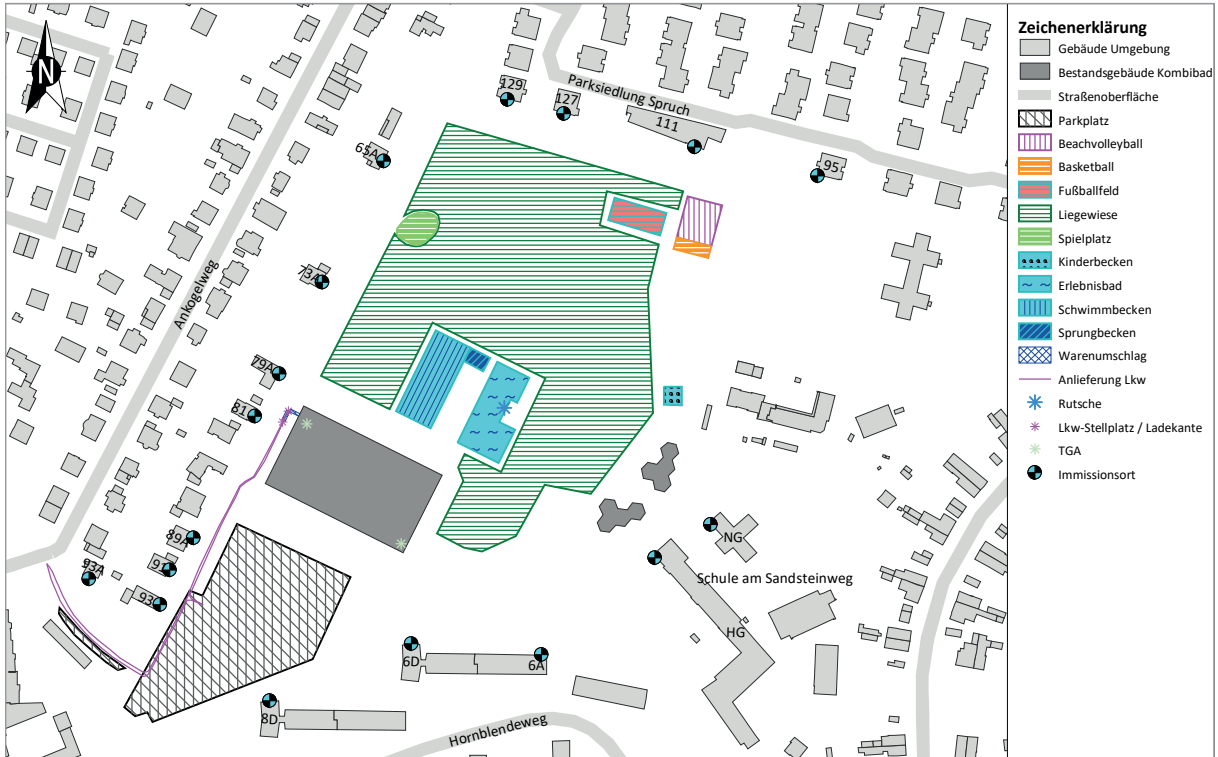 N
129
127
Parksiedlung Spruch
111
65A
95
73A
Ankogelweg
79A
81
89A
91
93A
93
NG
Schule am Sandsteinweg
HG
6D
6A
8D
Hornblendeweg
Zeichenerklärung
Gebäude Umgebung
Bestandsgebäude Kombibad
Straßenoberfläche
Parkplatz
Beachvolleyball
Basketball
Fußballfeld
Liegewiese
Spielplatz
Kinderbecken
Erlebnisbad
Schwimmbecken
Sprungbecken
Warenumschlag
Anlieferung Lkw
Rutsche
Lkw-Stellplatz / Ladekante
TGA
Immissionsort